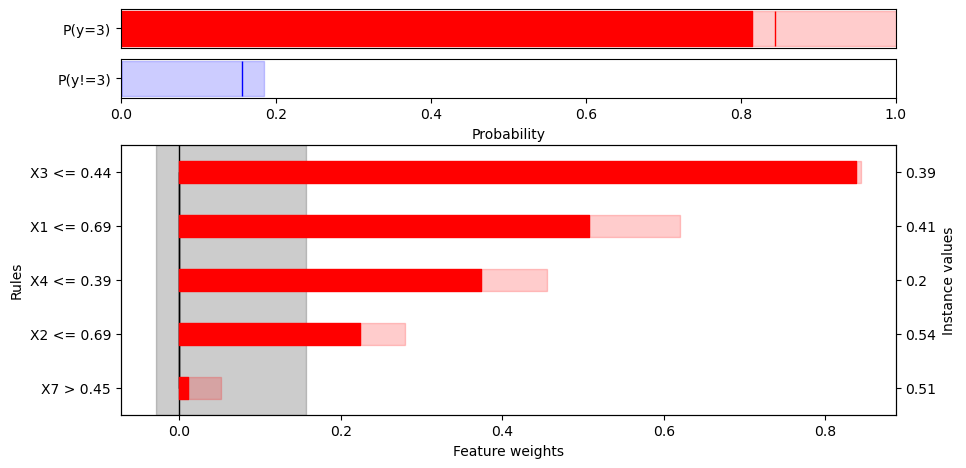 P(y=3)
P(y!=3)
0.0 0.2 0.4 0.6 0.8 1.0
Probability
X3 <= 0.44 0.39
X1 <= 0.69 0.41
X4 <= 0.39 0.2
X2 <= 0.69 0.54
X7 > 0.45 0.51
Rules
Instance values
0.0 0.2 0.4 0.6 0.8
Feature weights